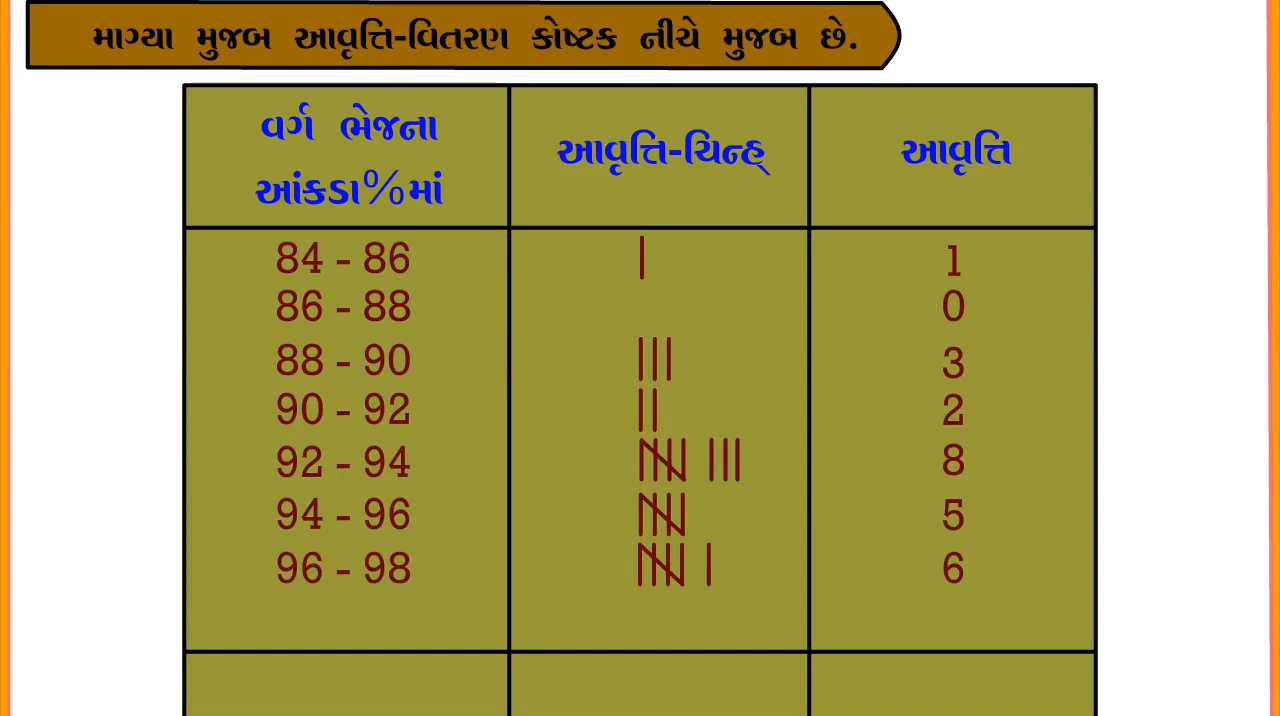 માગ્યા મુજબ આવૃત્તિ-વિતરણ કોષ્ટક નીચે મુજબ છે.
વર્ગ ભેજના આંકડા%માં આવૃત્તિ-ચિન્હ્ આવૃત્તિ
84 - 86 | 1
86 - 88 0
88 - 90 ||| 3
90 - 92 || 2
92 - 94 |||| ||| 8
94 - 96 |||| 5
96 - 98 |||| | 6